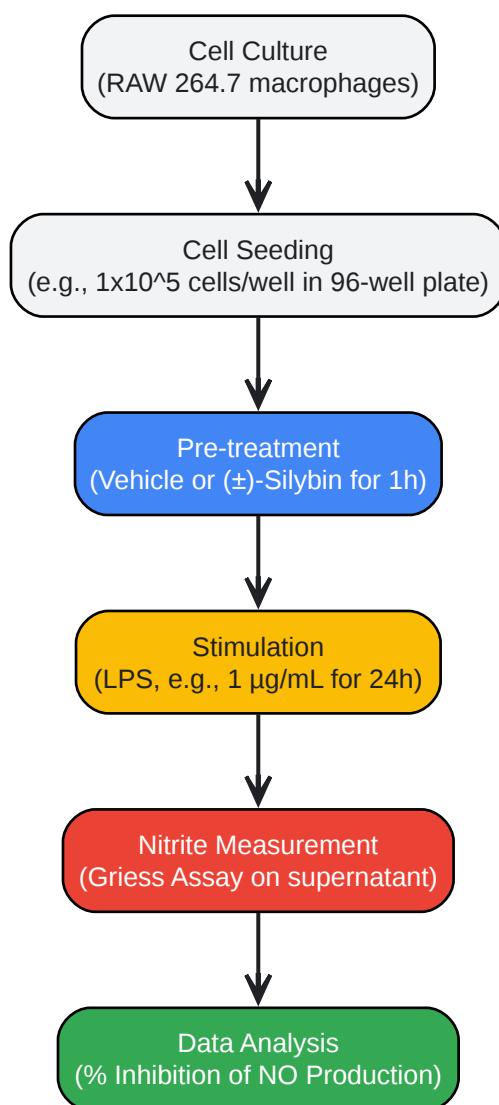 Cell Culture
(RAW 264.7 macrophages)
Cell Seeding
(e.g., 1x10^5 cells/well in 96-well plate)
Pre-treatment
(Vehicle or (±)-Silybin for 1h)
Stimulation
(LPS, e.g., 1 µg/mL for 24h)
Nitrite Measurement
(Griess Assay on supernatant)
Data Analysis
(% Inhibition of NO Production)